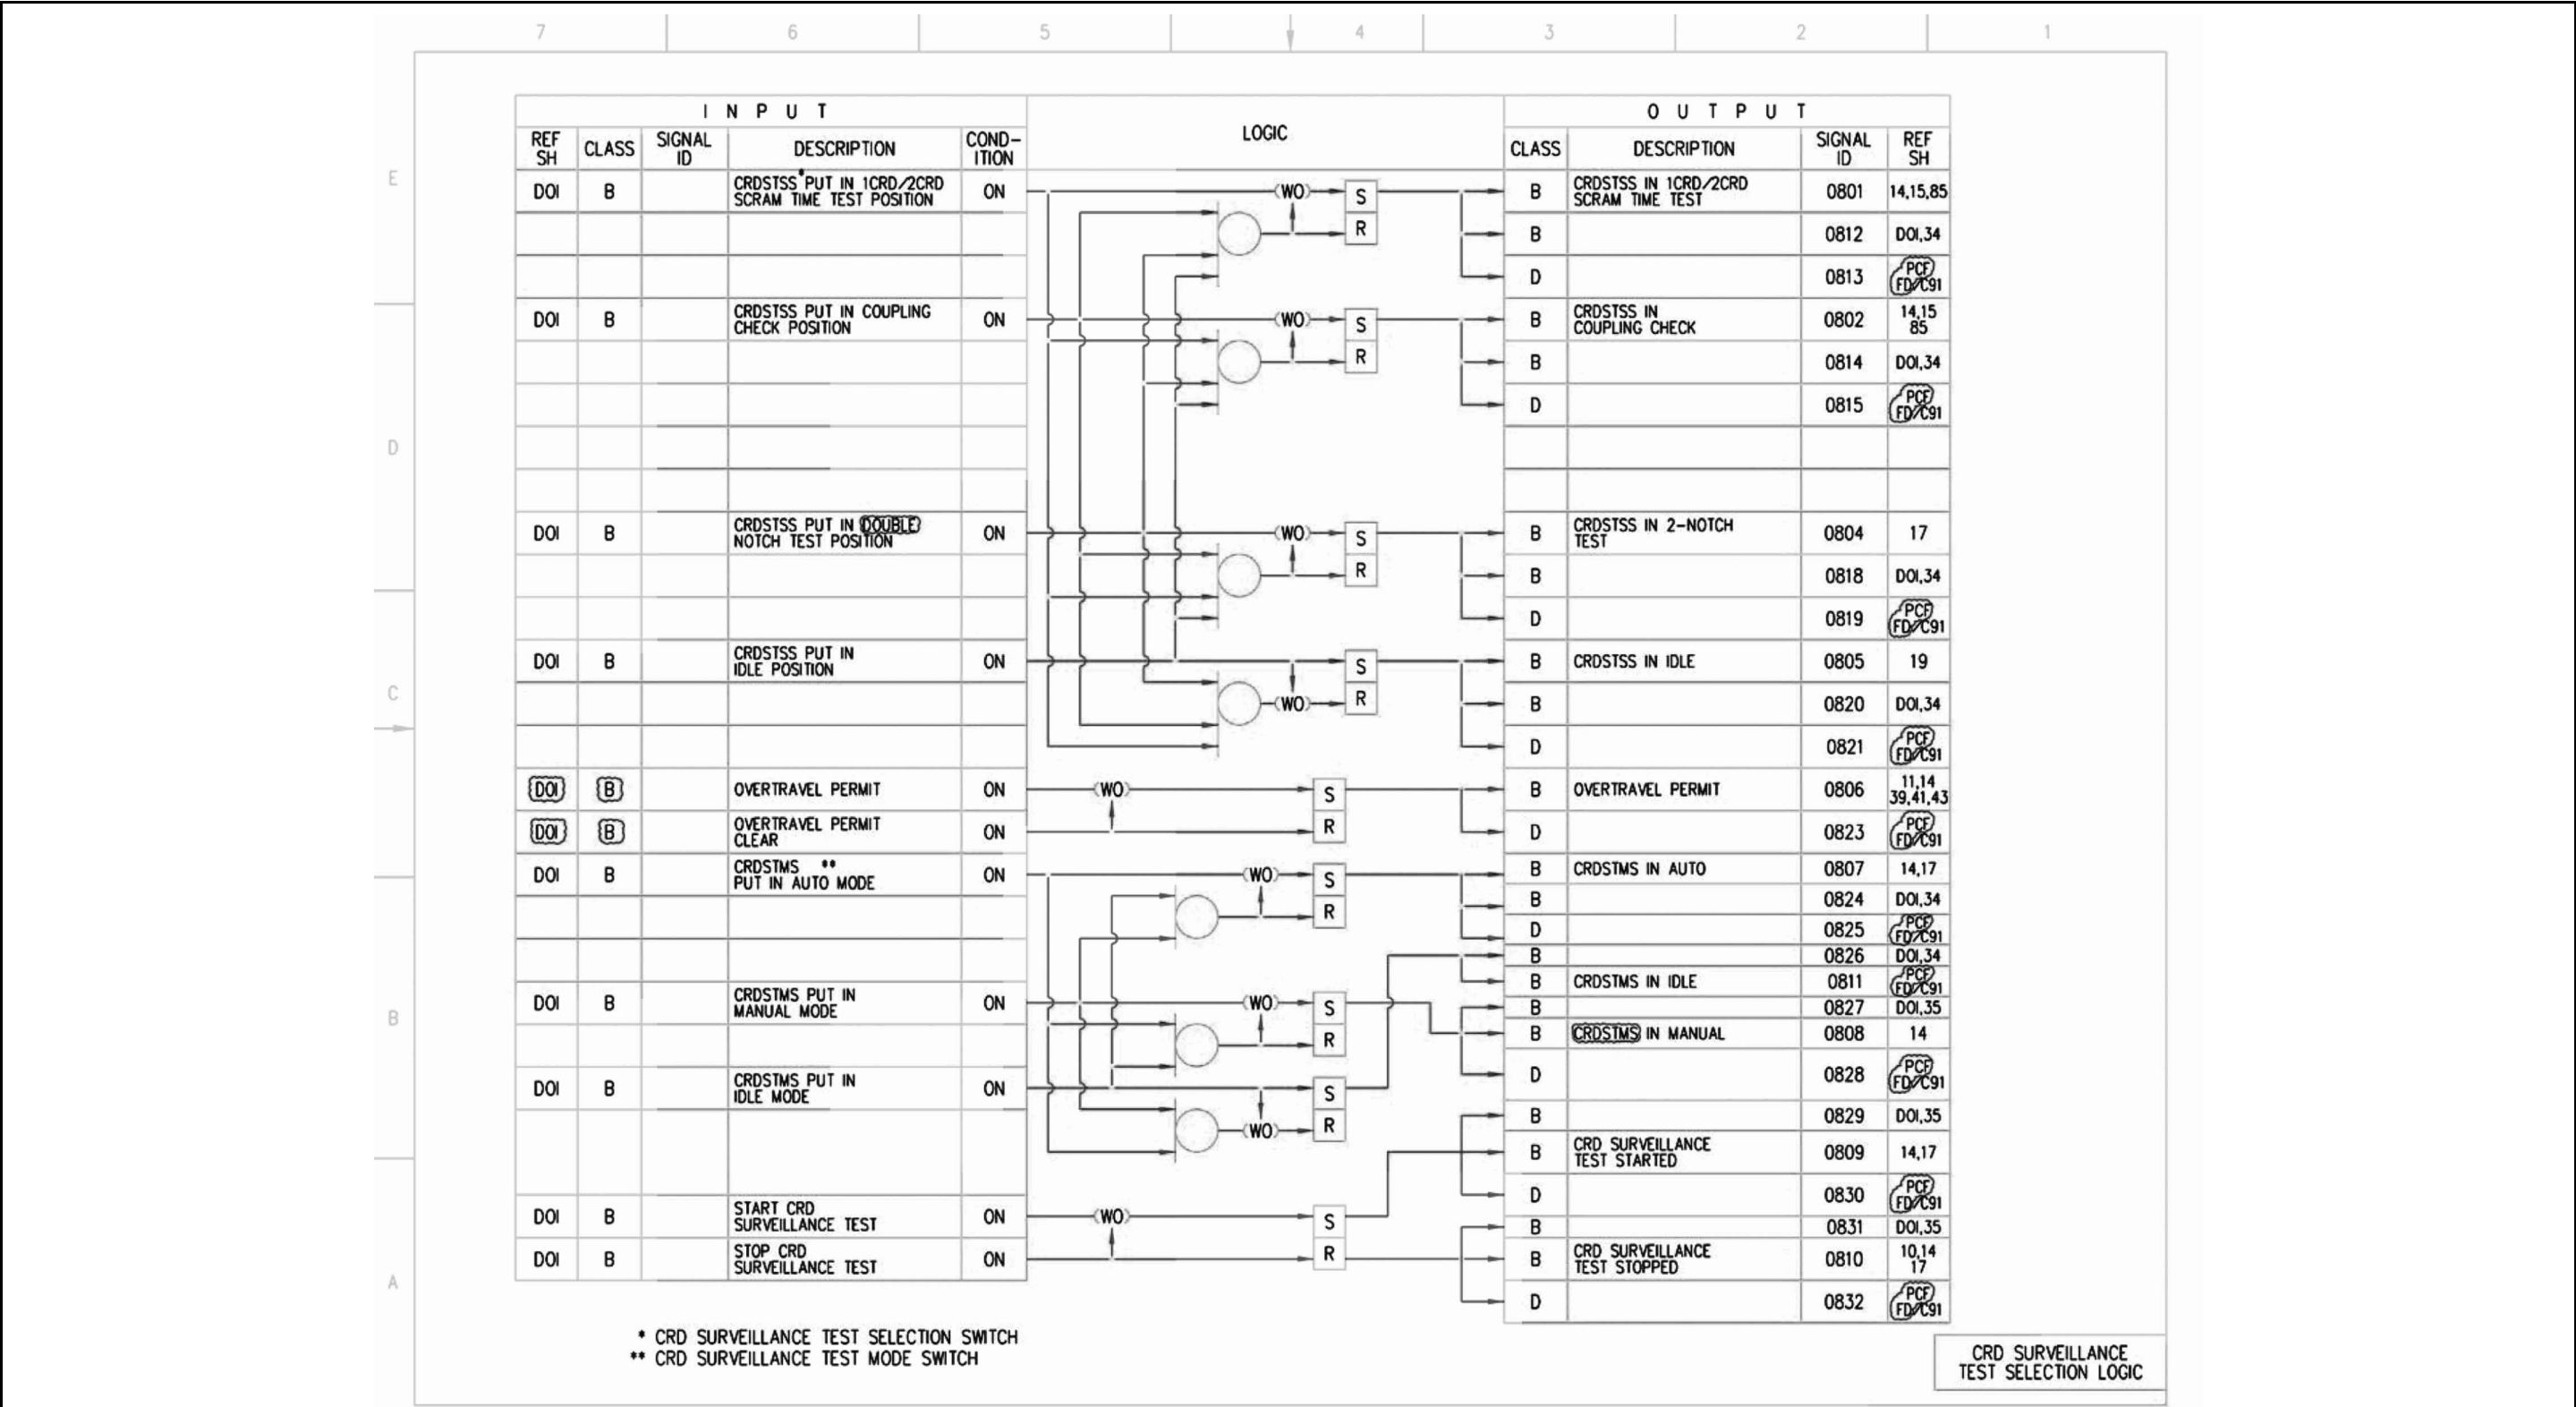 7 6 5 4 3 2 1
I N P U T
LOGIC
O U T P U T
REF SH CLASS SIGNAL ID DESCRIPTION COND-ITION
CLASS DESCRIPTION SIGNAL ID REF SH
E
DOI B CRDSTSS* PUT IN 1CRD/2CRD SCRAM TIME TEST POSITION ON (WO) S R B CRDSTSS IN 1CRD/2CRD SCRAM TIME TEST 0801 14,15,85
B 0812 DOI,34
D 0813 PCF FD/C91
DOI B CRDSTSS PUT IN COUPLING CHECK POSITION ON (WO) S R B CRDSTSS IN COUPLING CHECK 0802 14,15 85
B 0814 DOI,34
D 0815 PCF FD/C91
D
DOI B CRDSTSS PUT IN DOUBLE NOTCH TEST POSITION ON (WO) S R B CRDSTSS IN 2-NOTCH TEST 0804 17
B 0818 DOI,34
D 0819 PCF FD/C91
DOI B CRDSTSS PUT IN IDLE POSITION ON S R B CRDSTSS IN IDLE 0805 19
C
(WO) B 0820 DOI,34
D 0821 PCF FD/C91
DOI B OVERTRAVEL PERMIT ON (WO) S B OVERTRAVEL PERMIT 0806 11,14 39,41,43
DOI B OVERTRAVEL PERMIT CLEAR ON R D 0823 PCF FD/C91
DOI B CRDSTMS ** PUT IN AUTO MODE ON (WO) S R B CRDSTMS IN AUTO 0807 14,17
B 0824 DOI,34
D 0825 PCF FD/C91
B 0826 DOI,34
B CRDSTMS IN IDLE 0811 PCF FD/C91
DOI B CRDSTMS PUT IN MANUAL MODE ON (WO) S R B 0827 DOI,35
B
B CRDSTMS IN MANUAL 0808 14
D 0828 PCF FD/C91
DOI B CRDSTMS PUT IN IDLE MODE ON S R
(WO) B 0829 DOI,35
B CRD SURVEILLANCE TEST STARTED 0809 14,17
D 0830 PCF FD/C91
DOI B START CRD SURVEILLANCE TEST ON (WO) S B 0831 DOI,35
DOI B STOP CRD SURVEILLANCE TEST ON R B CRD SURVEILLANCE TEST STOPPED 0810 10,14 17
A
D 0832 PCF FD/C91
* CRD SURVEILLANCE TEST SELECTION SWITCH
** CRD SURVEILLANCE TEST MODE SWITCH
CRD SURVEILLANCE
TEST SELECTION LOGIC